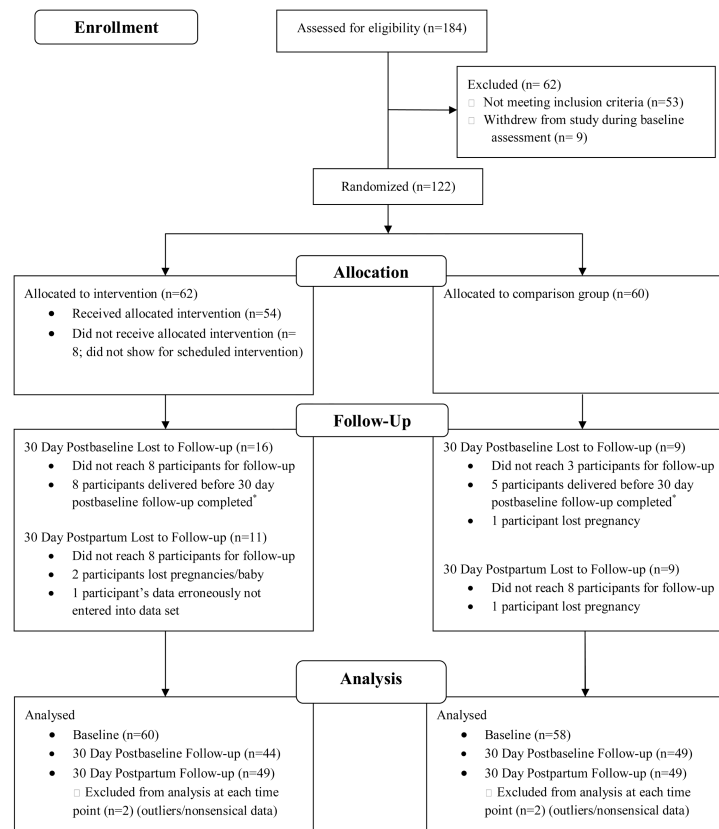 Enrollment
Assessed for eligibility (n=184)
Excluded (n= 62)
□ Not meeting inclusion criteria (n=53)
□ Withdrew from study during baseline
assessment (n= 9)
Randomized (n=122)
Allocation
Allocated to intervention (n=62)
● Received allocated intervention (n=54)
● Did not receive allocated intervention (n=
8; did not show for scheduled intervention)
Allocated to comparison group (n=60)
Follow-Up
30 Day Postbaseline Lost to Follow-up (n=16)
● Did not reach 8 participants for follow-up
● 8 participants delivered before 30 day
postbaseline follow-up completed*
30 Day Postpartum Lost to Follow-up (n=11)
● Did not reach 8 participants for follow-up
● 2 participants lost pregnancies/baby
● 1 participant’s data erroneously not
entered into data set
30 Day Postbaseline Lost to Follow-up (n=9)
● Did not reach 3 participants for follow-up
● 5 participants delivered before 30 day
postbaseline follow-up completed*
● 1 participant lost pregnancy
30 Day Postpartum Lost to Follow-up (n=9)
● Did not reach 8 participants for follow-up
● 1 participant lost pregnancy
Analysis
Analysed
● Baseline (n=60)
● 30 Day Postbaseline Follow-up (n=44)
● 30 Day Postpartum Follow-up (n=49)
□ Excluded from analysis at each time
point (n=2) (outliers/nonsensical data)
Analysed
● Baseline (n=58)
● 30 Day Postbaseline Follow-up (n=49)
● 30 Day Postpartum Follow-up (n=49)
□ Excluded from analysis at each time
point (n=2) (outliers/nonsensical data)